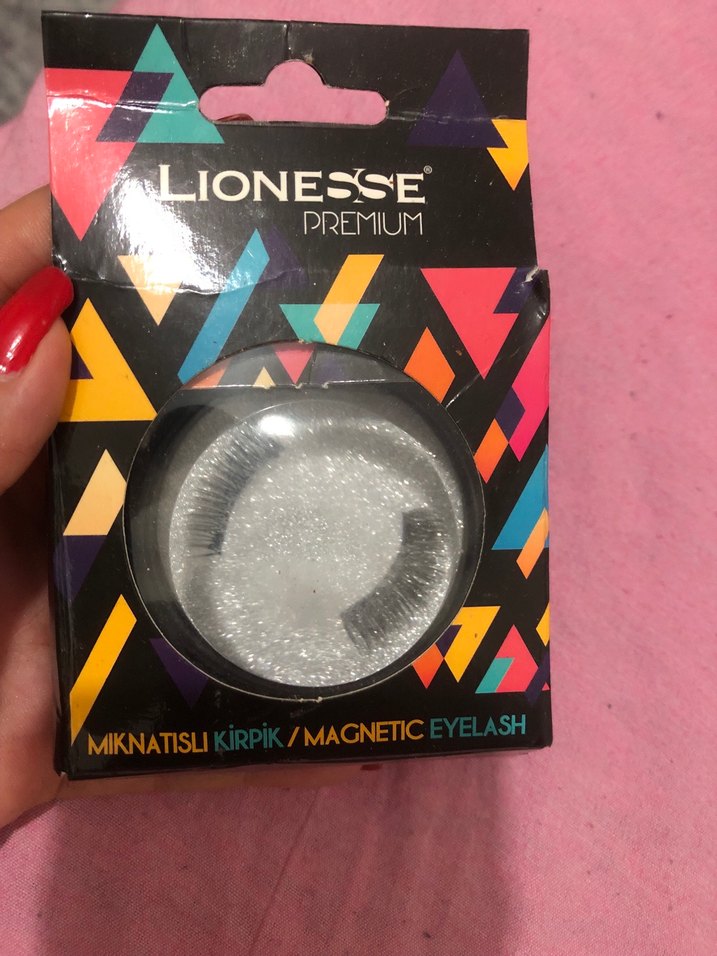 LIONESSE®
PREMIUM
MIKNATISLI KİRPİK / MAGNETIC EYELASH